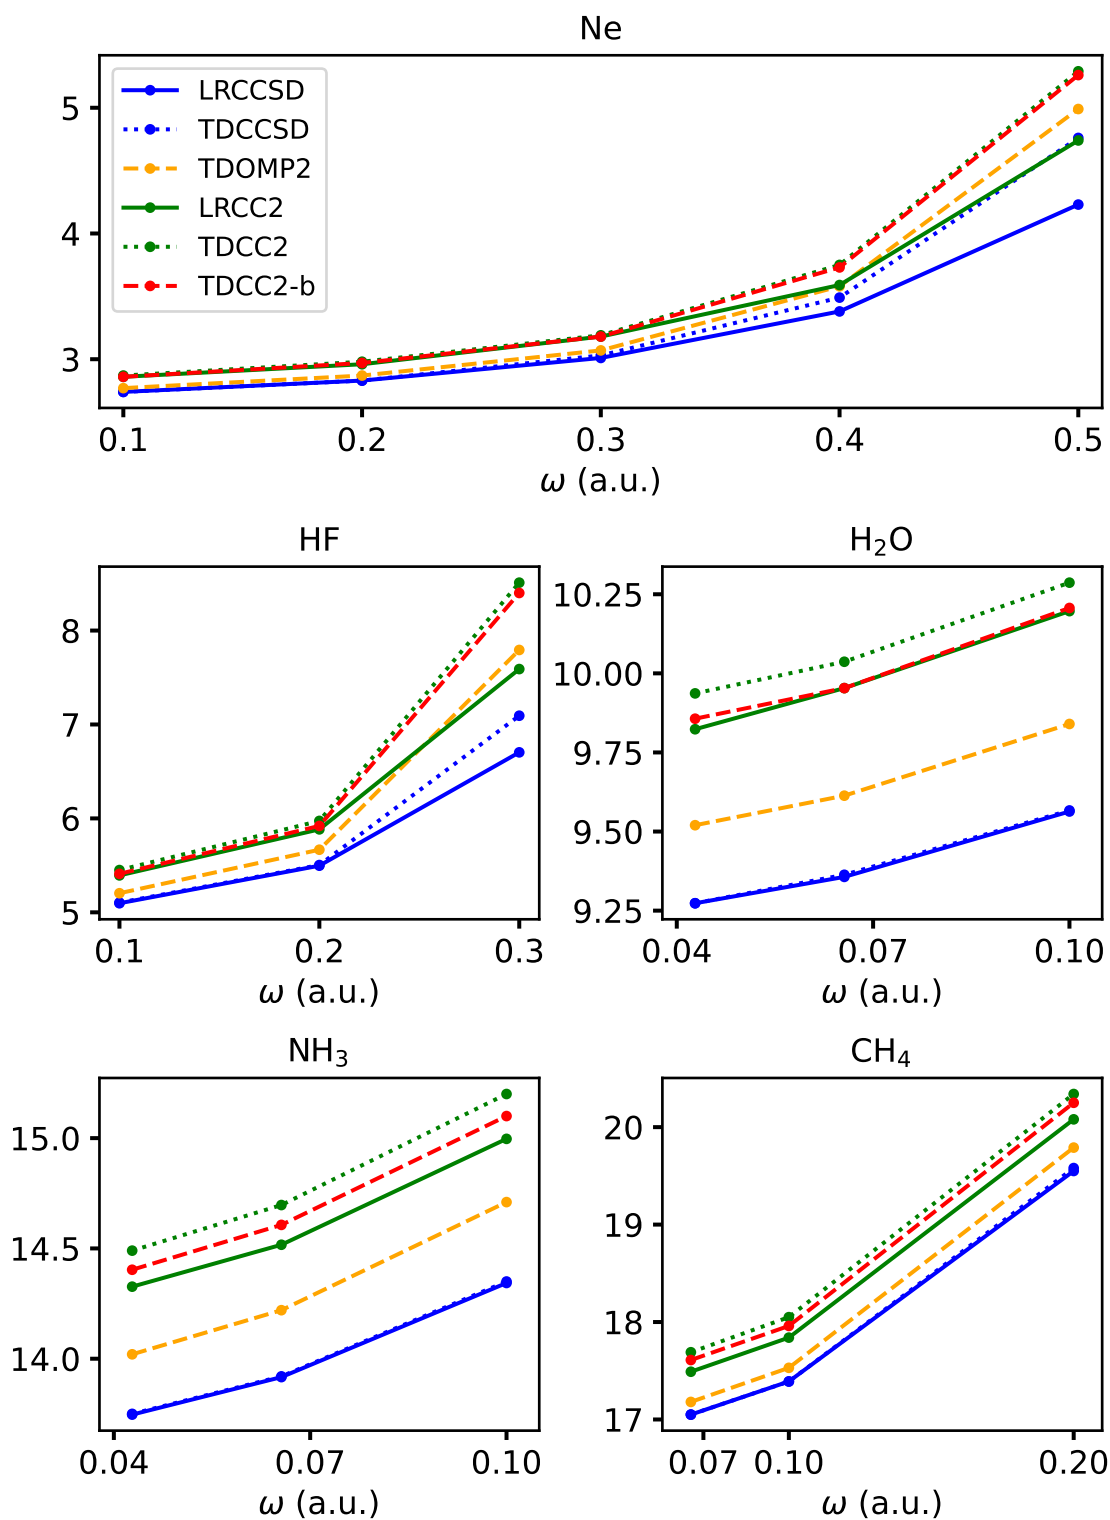 Ne
LRCCSD
TDCCSD
TDOMP2
LRCC2
TDCC2
TDCC2-b
5
4
3
0.1 0.2 0.3 0.4 0.5
ω (a.u.)
HF
8
7
6
5
0.1 0.2 0.3
ω (a.u.)
H₂O
10.25
10.00
9.75
9.50
9.25
0.04 0.07 0.10
ω (a.u.)
NH₃
15.0
14.5
14.0
0.04 0.07 0.10
ω (a.u.)
CH₄
20
19
18
17
0.07 0.10 0.20
ω (a.u.)